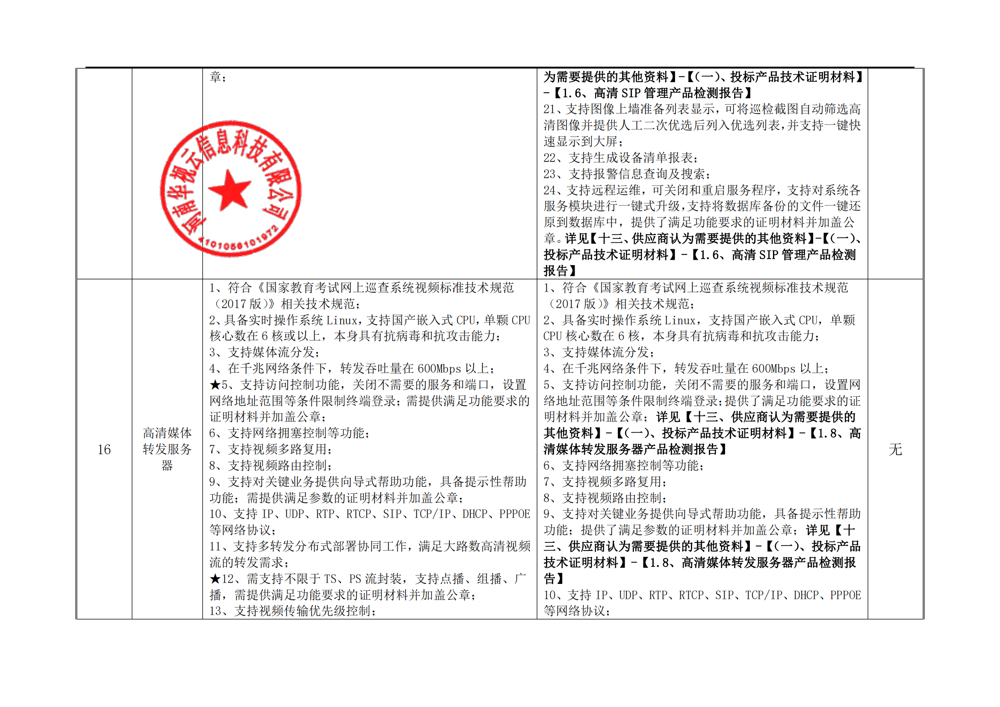 章；
河南华视云信息科技有限公司
4101056101972
为需要提供的其他资料】-【（一）、投标产品技术证明材料】
-【1.6、高清 SIP 管理产品检测报告】
21、支持图像上墙准备列表显示，可将巡检截图自动筛选高
清图像并提供人工二次优选后列入优选列表，并支持一键快
速显示到大屏；
22、支持生成设备清单报表；
23、支持报警信息查询及搜索；
24、支持远程运维，可关闭和重启服务程序，支持对系统各
服务模块进行一键式升级，支持将数据库备份的文件一键还
原到数据库中，提供了满足功能要求的证明材料并加盖公
章。详见【十三、供应商认为需要提供的其他资料】-【（一）、
投标产品技术证明材料】-【1.6、高清 SIP 管理产品检测
报告】
16
高清媒体
转发服务
器
1、符合《国家教育考试网上巡查系统视频标准技术规范
（2017 版）》相关技术规范；
2、具备实时操作系统 Linux，支持国产嵌入式 CPU，单颗 CPU
核心数在 6 核或以上，本身具有抗病毒和抗攻击能力；
3、支持媒体流分发；
4、在千兆网络条件下，转发吞吐量在 600Mbps 以上；
★5、支持访问控制功能，关闭不需要的服务和端口，设置
网络地址范围等条件限制终端登录；需提供满足功能要求的
证明材料并加盖公章；
6、支持网络拥塞控制等功能；
7、支持视频多路复用；
8、支持视频路由控制；
9、支持对关键业务提供向导式帮助功能，具备提示性帮助
功能；需提供满足参数的证明材料并加盖公章；
10、支持 IP、UDP、RTP、RTCP、SIP、TCP/IP、DHCP、PPPOE
等网络协议；
11、支持多转发分布式部署协同工作，满足大路数高清视频
流的转发需求；
★12、需支持不限于 TS、PS 流封装，支持点播、组播、广
播，需提供满足功能要求的证明材料并加盖公章；
13、支持视频传输优先级控制；
1、符合《国家教育考试网上巡查系统视频标准技术规范
（2017 版）》相关技术规范；
2、具备实时操作系统 Linux，支持国产嵌入式 CPU，单颗
CPU 核心数在 6 核，本身具有抗病毒和抗攻击能力；
3、支持媒体流分发；
4、在千兆网络条件下，转发吞吐量在 600Mbps 以上；
5、支持访问控制功能，关闭不需要的服务和端口，设置网
络地址范围等条件限制终端登录；提供了满足功能要求的证
明材料并加盖公章；详见【十三、供应商认为需要提供的
其他资料】-【（一）、投标产品技术证明材料】-【1.8、高
清媒体转发服务器产品检测报告】
6、支持网络拥塞控制等功能；
7、支持视频多路复用；
8、支持视频路由控制；
9、支持对关键业务提供向导式帮助功能，具备提示性帮助
功能；提供了满足参数的证明材料并加盖公章；详见【十
三、供应商认为需要提供的其他资料】-【（一）、投标产品
技术证明材料】-【1.8、高清媒体转发服务器产品检测报
告】
10、支持 IP、UDP、RTP、RTCP、SIP、TCP/IP、DHCP、PPPOE
等网络协议；
无